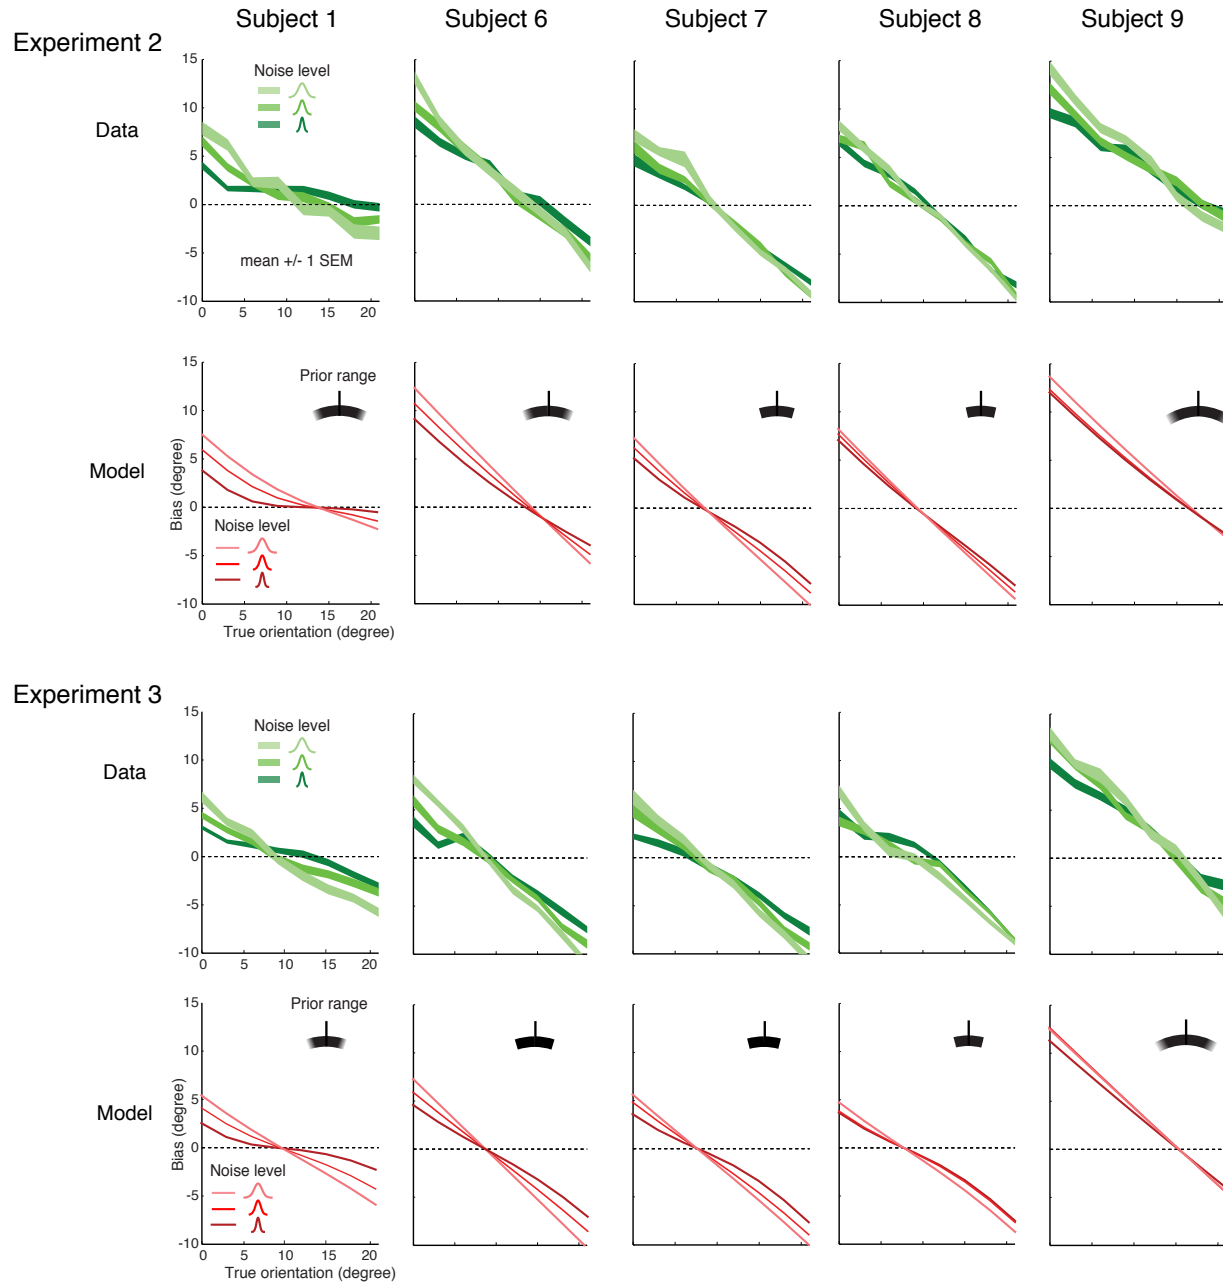 Subject 1 Subject 6 Subject 7 Subject 8 Subject 9
Experiment 2
Data
15
10
5
0
-5
-10
0 5 10 15 20
Noise level
mean +/- 1 SEM
Model
15
10
5
0
-5
-10
0 5 10 15 20
Bias (degree)
True orientation (degree)
Prior range
Noise level
Experiment 3
Data
15
10
5
0
-5
-10
0 5 10 15 20
Noise level
Model
15
10
5
0
-5
-10
0 5 10 15 20
Bias (degree)
True orientation (degree)
Prior range
Noise level